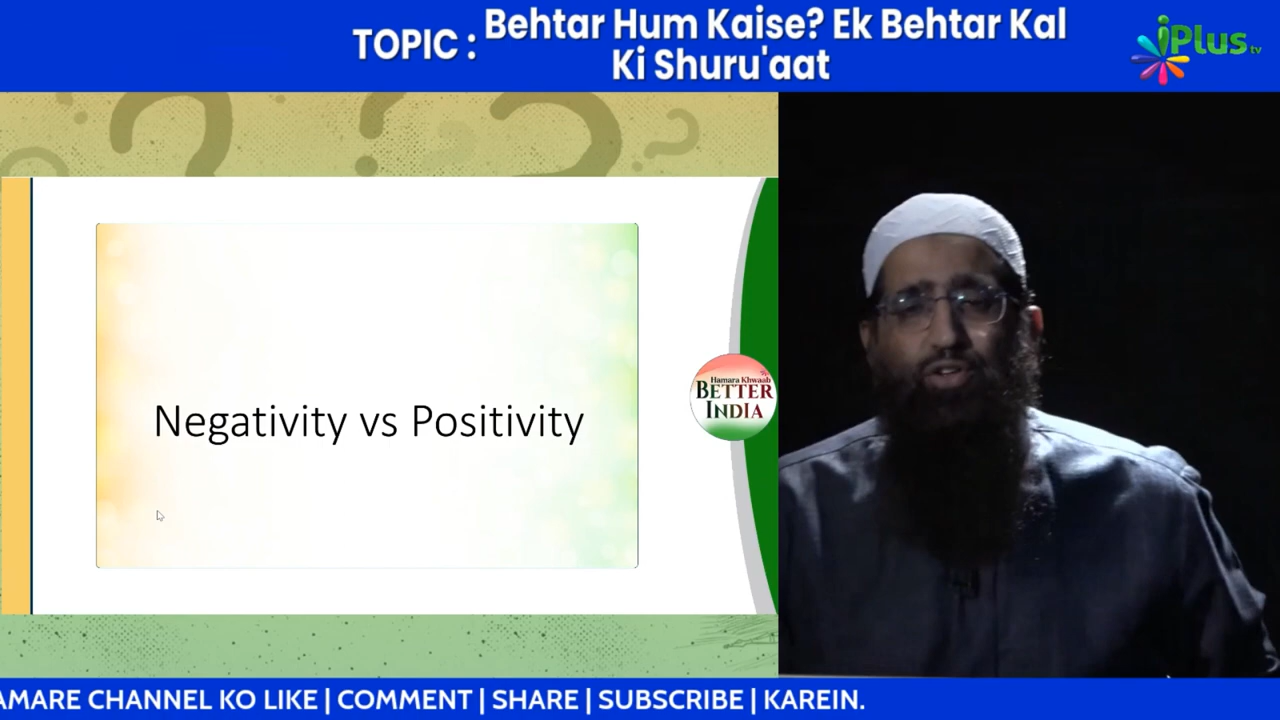 TOPIC :
Behtar Hum Kaise? Ek Behtar Kal
Ki Shuru'aat
iPlus tv
Negativity vs Positivity
Hamara Khwaab
BETTER
INDIA
AMARE CHANNEL KO LIKE | COMMENT | SHARE | SUBSCRIBE | KAREIN.